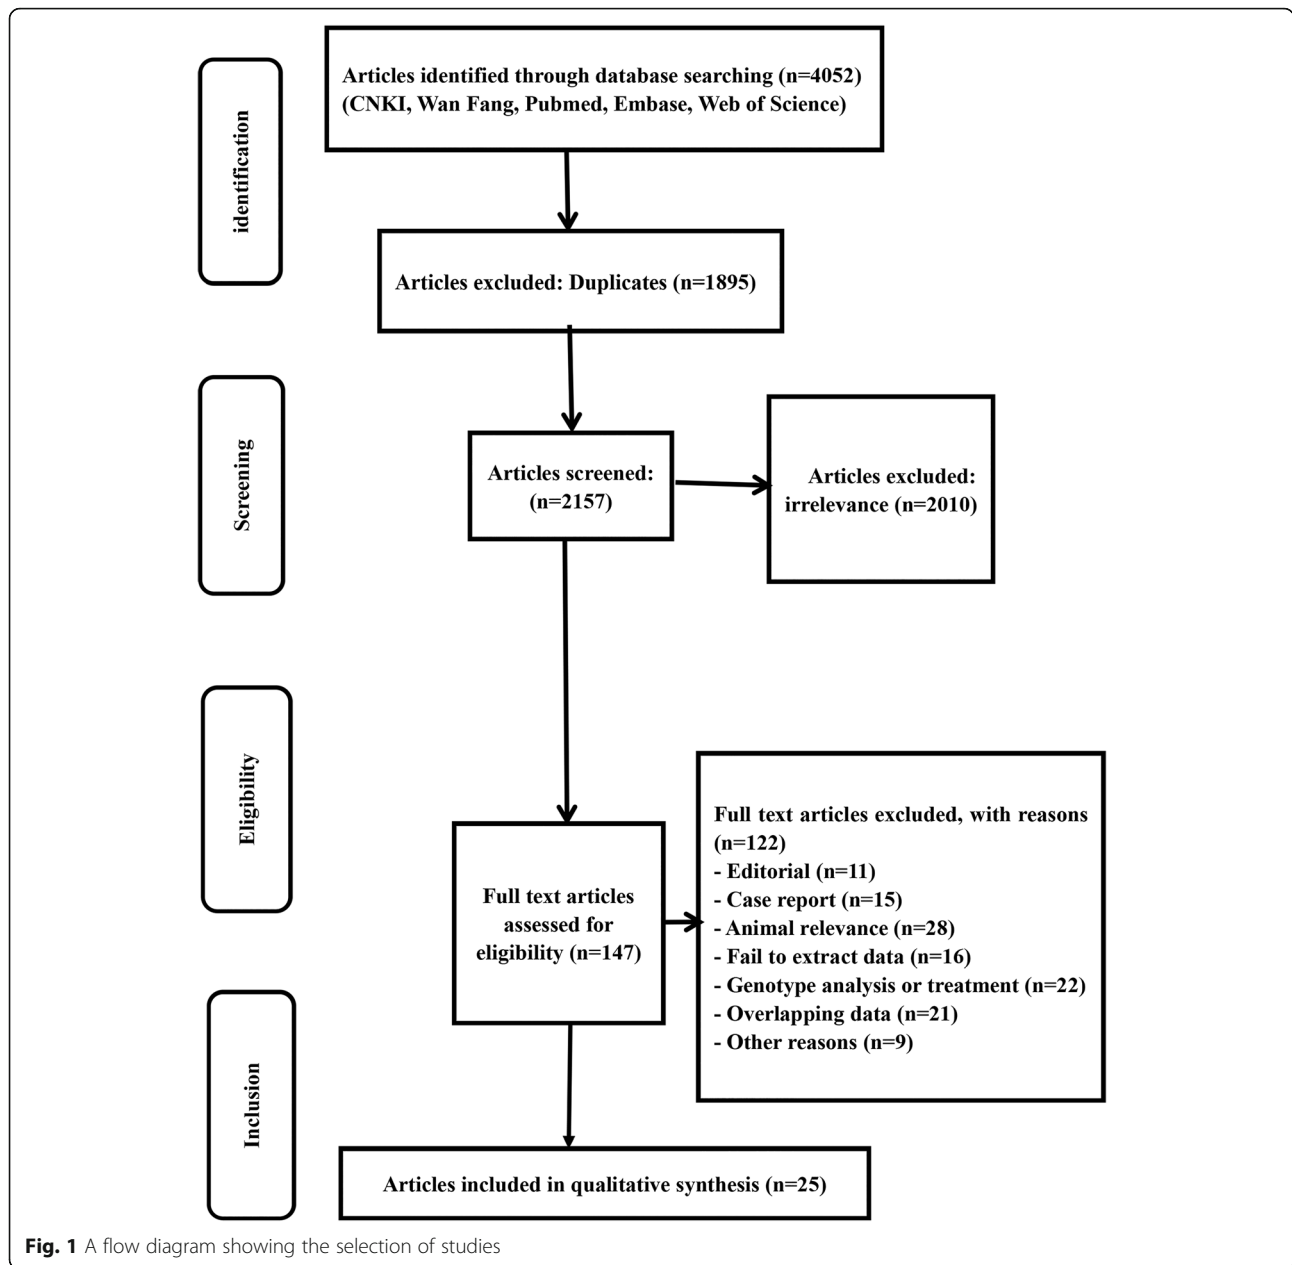 identification
Articles identified through database searching (n=4052)
(CNKI, Wan Fang, Pubmed, Embase, Web of Science)
Articles excluded: Duplicates (n=1895)
Screening
Articles screened:
(n=2157)
Articles excluded:
irrelevance (n=2010)
Eligibility
Full text articles
assessed for
eligibility (n=147)
Full text articles excluded, with reasons
(n=122)
- Editorial (n=11)
- Case report (n=15)
- Animal relevance (n=28)
- Fail to extract data (n=16)
- Genotype analysis or treatment (n=22)
- Overlapping data (n=21)
- Other reasons (n=9)
Inclusion
Articles included in qualitative synthesis (n=25)
Fig. 1 A flow diagram showing the selection of studies